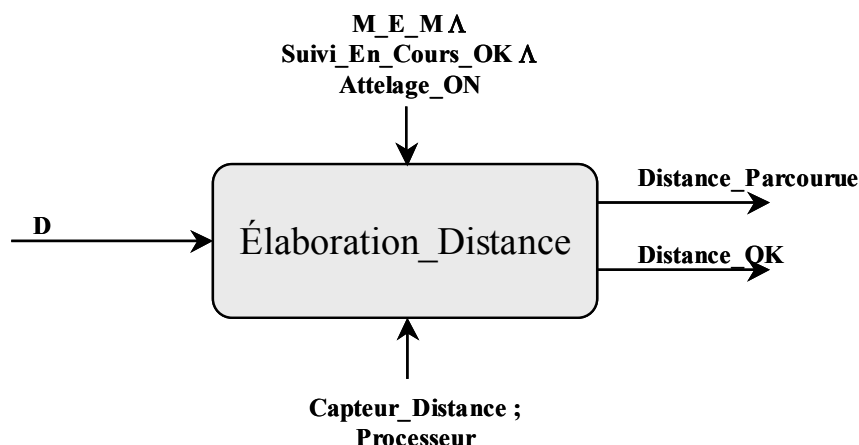 M_E_M Λ
Suivi_En_Cours_OK Λ
Attelage_ON
Distance_Parcourue
D
Élaboration_Distance
Distance_OK
Capteur_Distance ;
Processeur